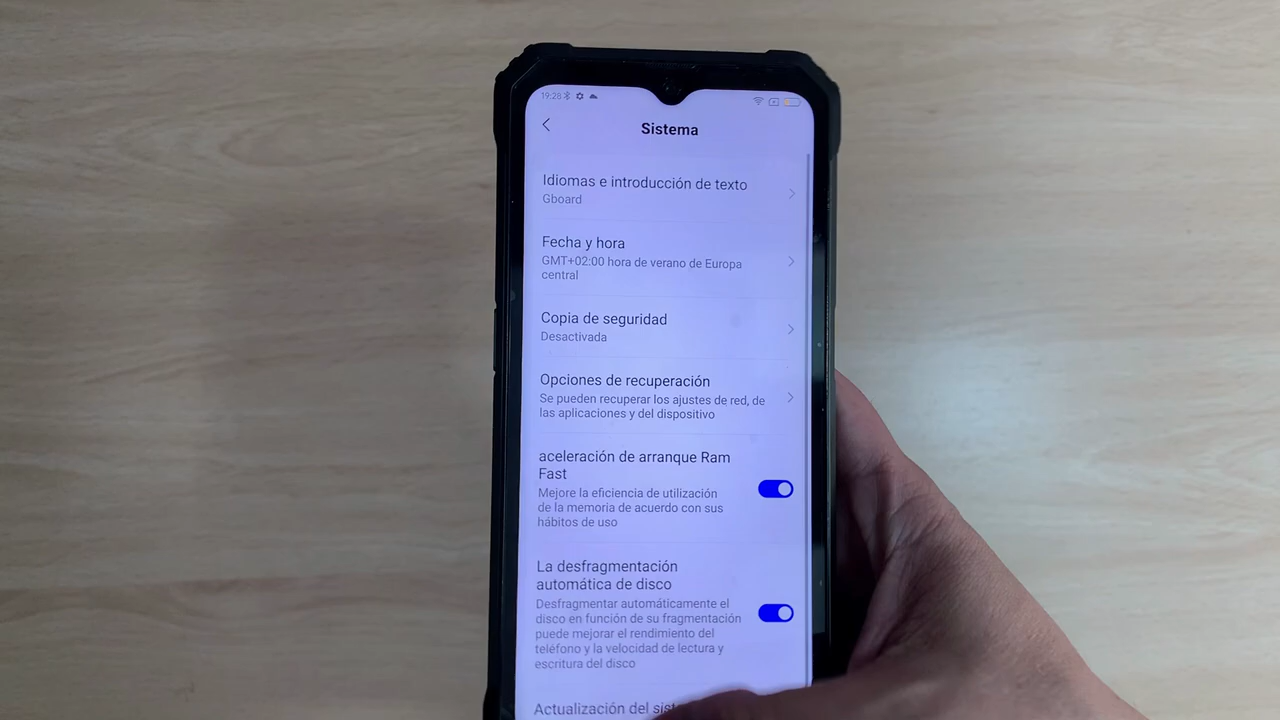 19:28
Sistema
Idiomas e introducción de texto
Gboard
Fecha y hora
GMT+02:00 hora de verano de Europa
central
Copia de seguridad
Desactivada
Opciones de recuperación
Se pueden recuperar los ajustes de red, de
las aplicaciones y del dispositivo
aceleración de arranque Ram
Fast
Mejore la eficiencia de utilización
de la memoria de acuerdo con sus
hábitos de uso
La desfragmentación
automática de disco
Desfragmentar automáticamente el
disco en función de su fragmentación
puede mejorar el rendimiento del
teléfono y la velocidad de lectura y
escritura del disco
Actualización del